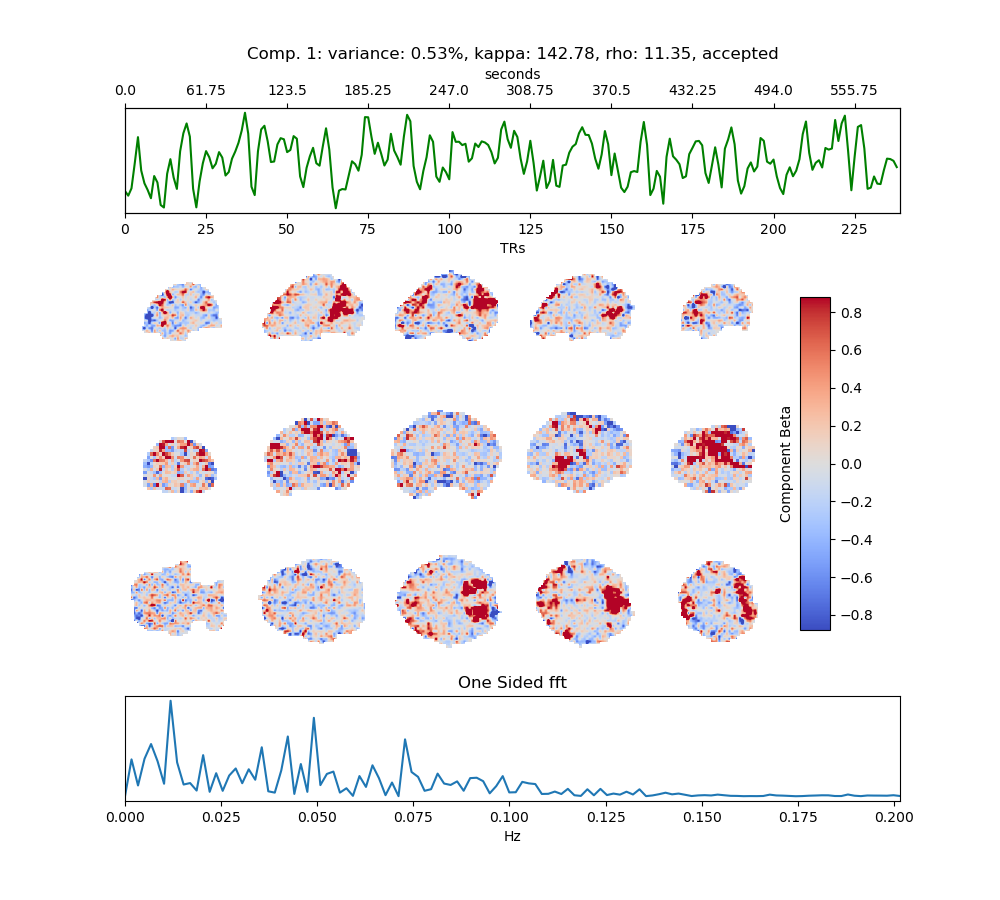 Comp. 1: variance: 0.53%, kappa: 142.78, rho: 11.35, accepted
seconds
0.0 61.75 123.5 185.25 247.0 308.75 370.5 432.25 494.0 555.75
0 25 50 75 100 125 150 175 200 225
TRs
0.8
0.6
0.4
0.2
0.0
−0.2
−0.4
−0.6
−0.8
Component Beta
One Sided fft
0.000 0.025 0.050 0.075 0.100 0.125 0.150 0.175 0.200
Hz